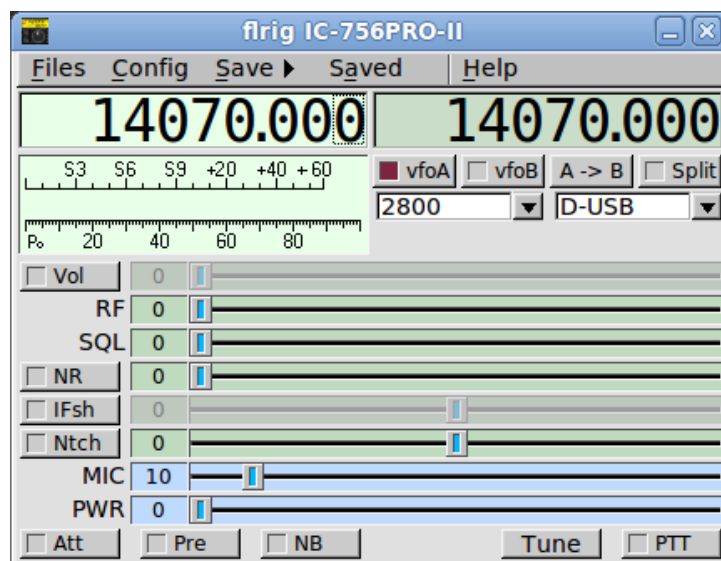 flrig IC-756PRO-II
Files Config Save Saved Help
14070.000 14070.000
S3 S6 S9 +20 +40 +60
vfoA vfoB A -> B Split
2800 D-USB
Po 20 40 60 80
Vol 0
RF 0
SQL 0
NR 0
IFsh 0
Ntch 0
MIC 10
PWR 0
Att Pre NB Tune PTT